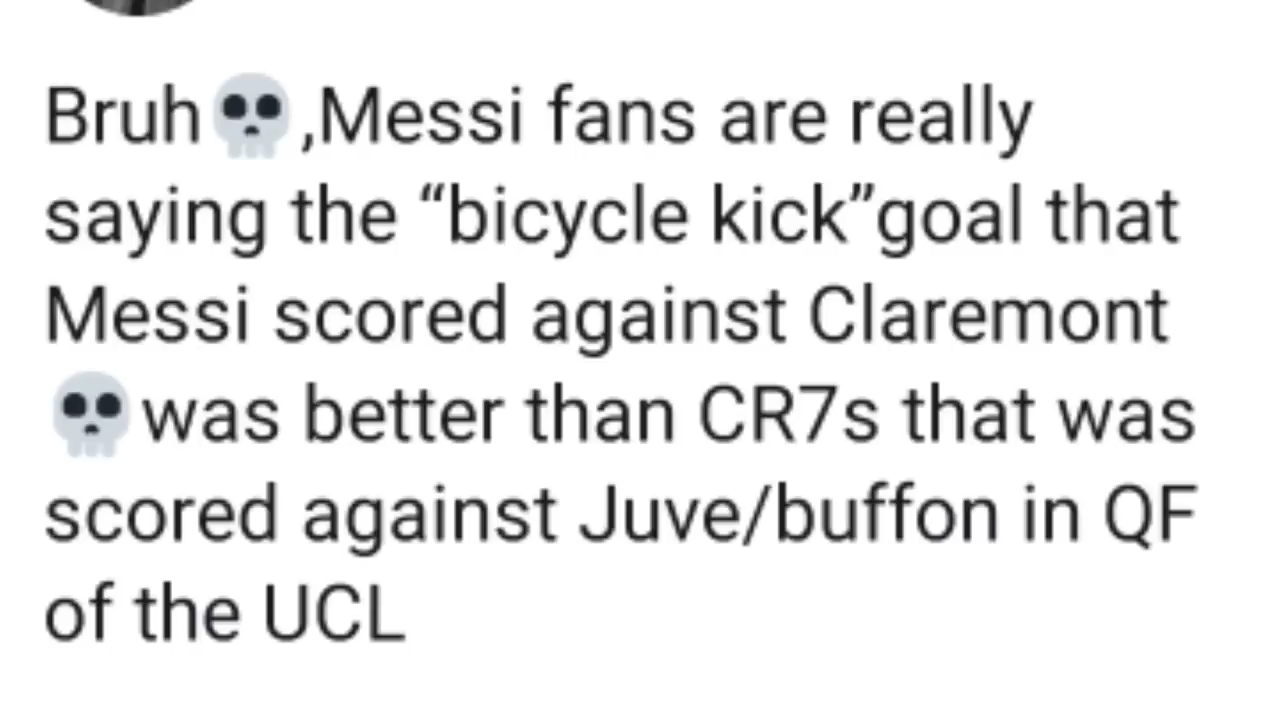 Bruh💀,Messi fans are really
saying the “bicycle kick”goal that
Messi scored against Claremont
💀was better than CR7s that was
scored against Juve/buffon in QF
of the UCL